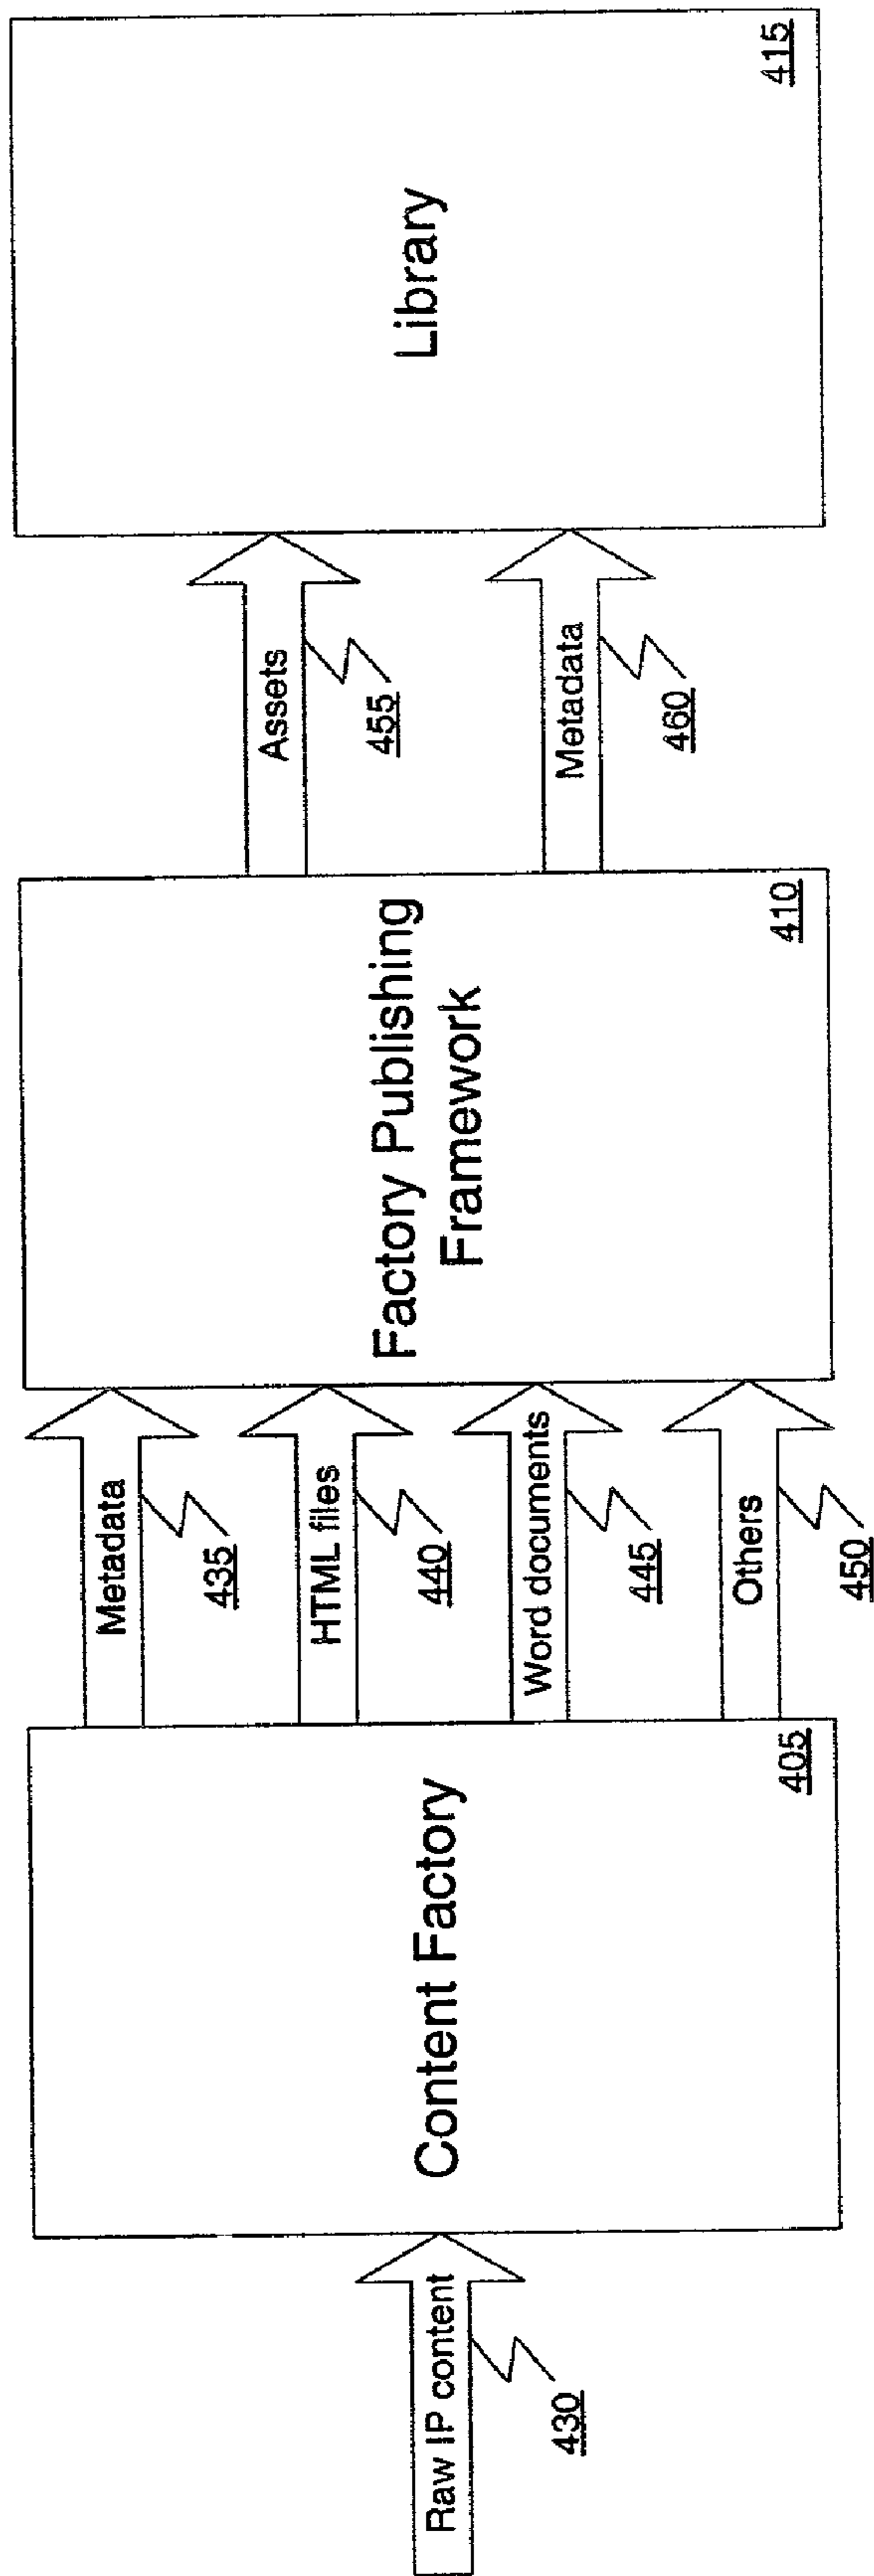 Raw IP content
430
Content Factory
405
Metadata
435
HTML files
440
Word documents
445
Others
450
Factory Publishing
Framework
410
Assets
455
Metadata
460
Library
415